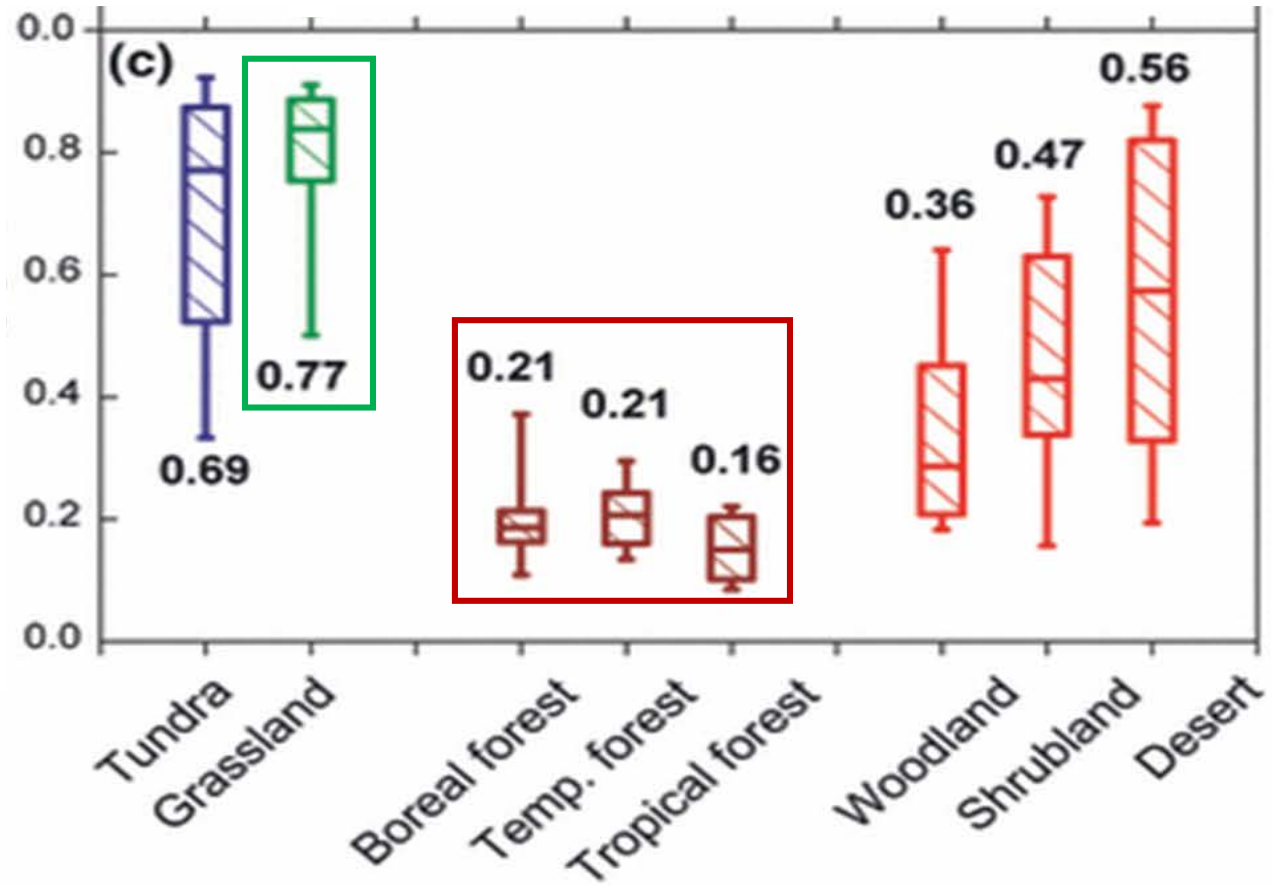 0.0
(c)
0.56
0.8
0.47
0.36
0.6
0.21
0.77
0.4
0.21
0.16
0.69
0.2
0.0
Tundra
Grassland
Boreal forest
Temp. forest
Tropical forest
Woodland
Shrubland
Desert